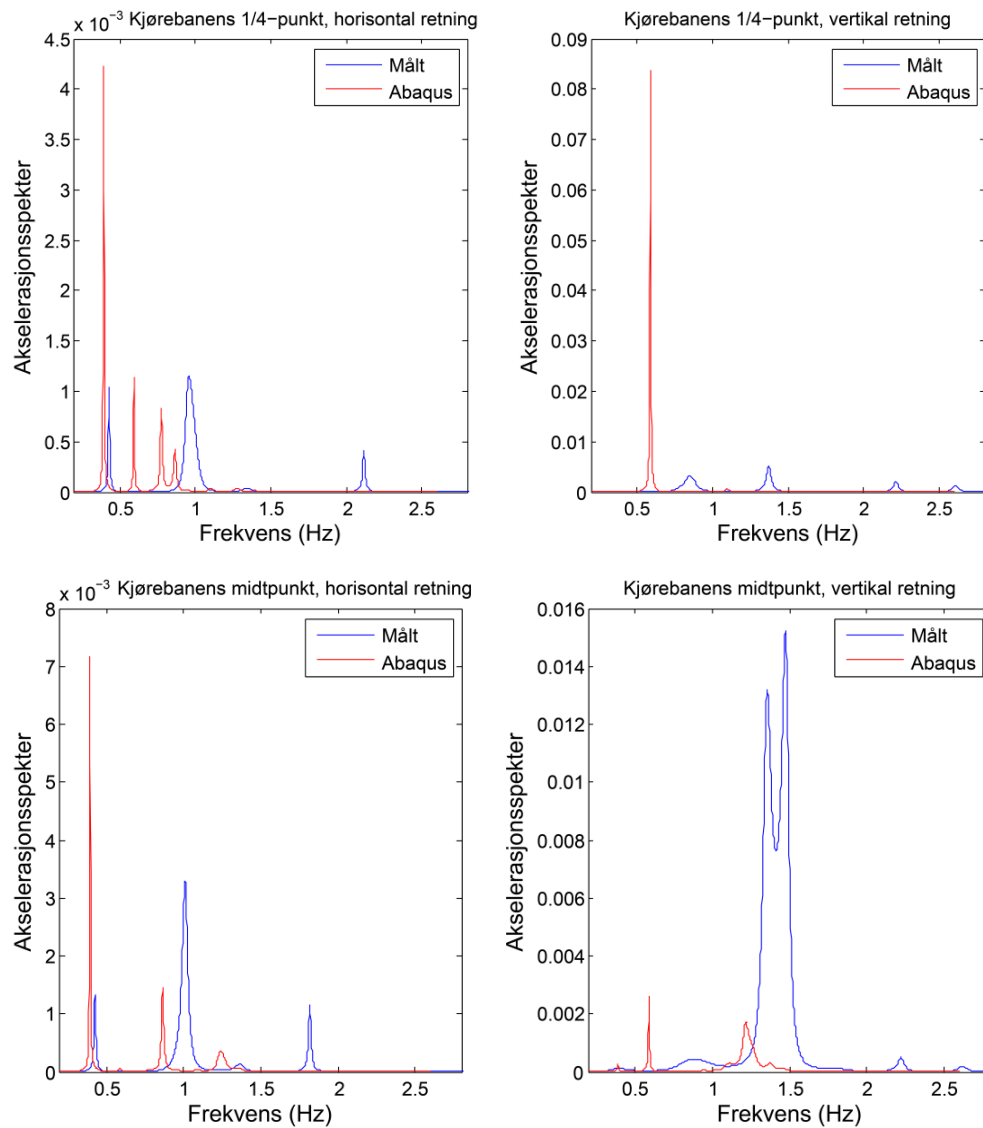 x 10⁻³ Kjørebanens 1/4−punkt, horisontal retning
4.5
4
3.5
3
2.5
2
1.5
1
0.5
0
Akselerasjonsspekter
Målt
Abaqus
0.5 1 1.5 2 2.5
Frekvens (Hz)
Kjørebanens 1/4−punkt, vertikal retning
0.09
0.08
0.07
0.06
0.05
0.04
0.03
0.02
0.01
0
Akselerasjonsspekter
Målt
Abaqus
0.5 1 1.5 2 2.5
Frekvens (Hz)
x 10⁻³ Kjørebanens midtpunkt, horisontal retning
8
7
6
5
4
3
2
1
0
Akselerasjonsspekter
Målt
Abaqus
0.5 1 1.5 2 2.5
Frekvens (Hz)
Kjørebanens midtpunkt, vertikal retning
0.016
0.014
0.012
0.01
0.008
0.006
0.004
0.002
0
Akselerasjonsspekter
Målt
Abaqus
0.5 1 1.5 2 2.5
Frekvens (Hz)